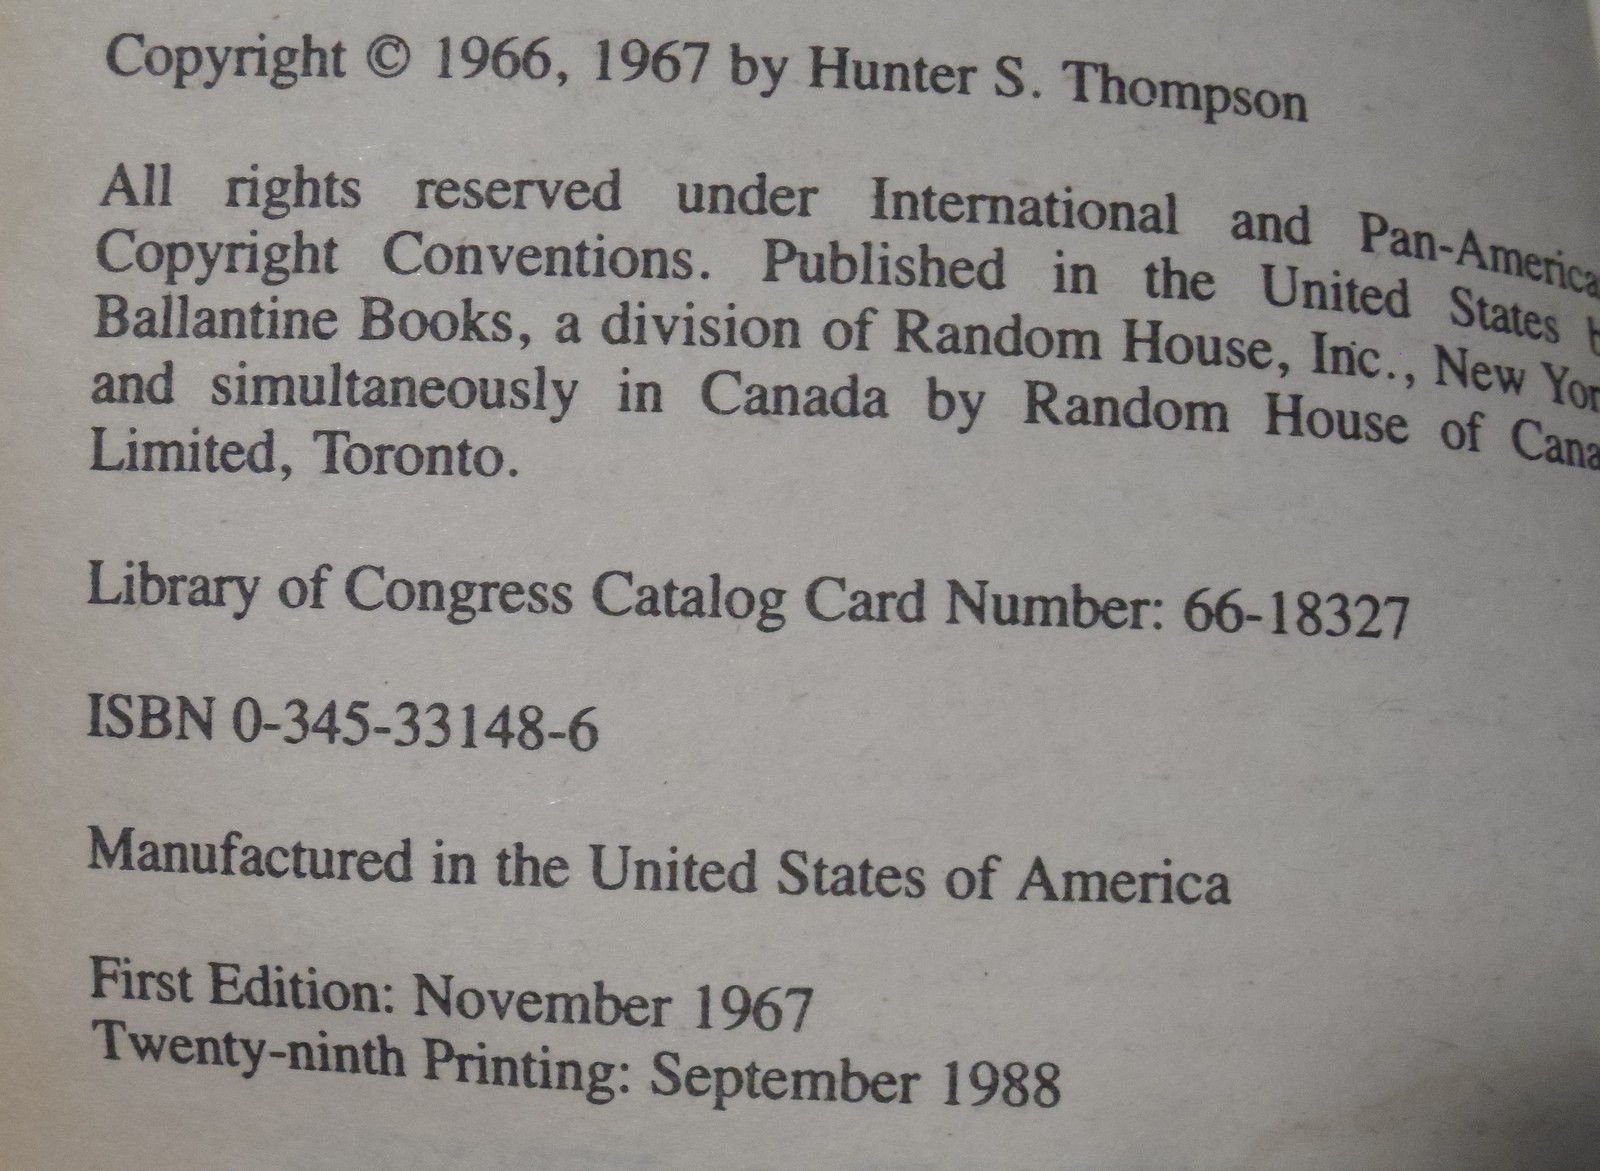 Copyright © 1966, 1967 by Hunter S. Thompson
All rights reserved under International and Pan-America
Copyright Conventions. Published in the United States
Ballantine Books, a division of Random House, Inc., New Yor
and simultaneously in Canada by Random House of Cana
Limited, Toronto.
Library of Congress Catalog Card Number: 66-18327
ISBN 0-345-33148-6
Manufactured in the United States of America
First Edition: November 1967
Twenty-ninth Printing: September 1988